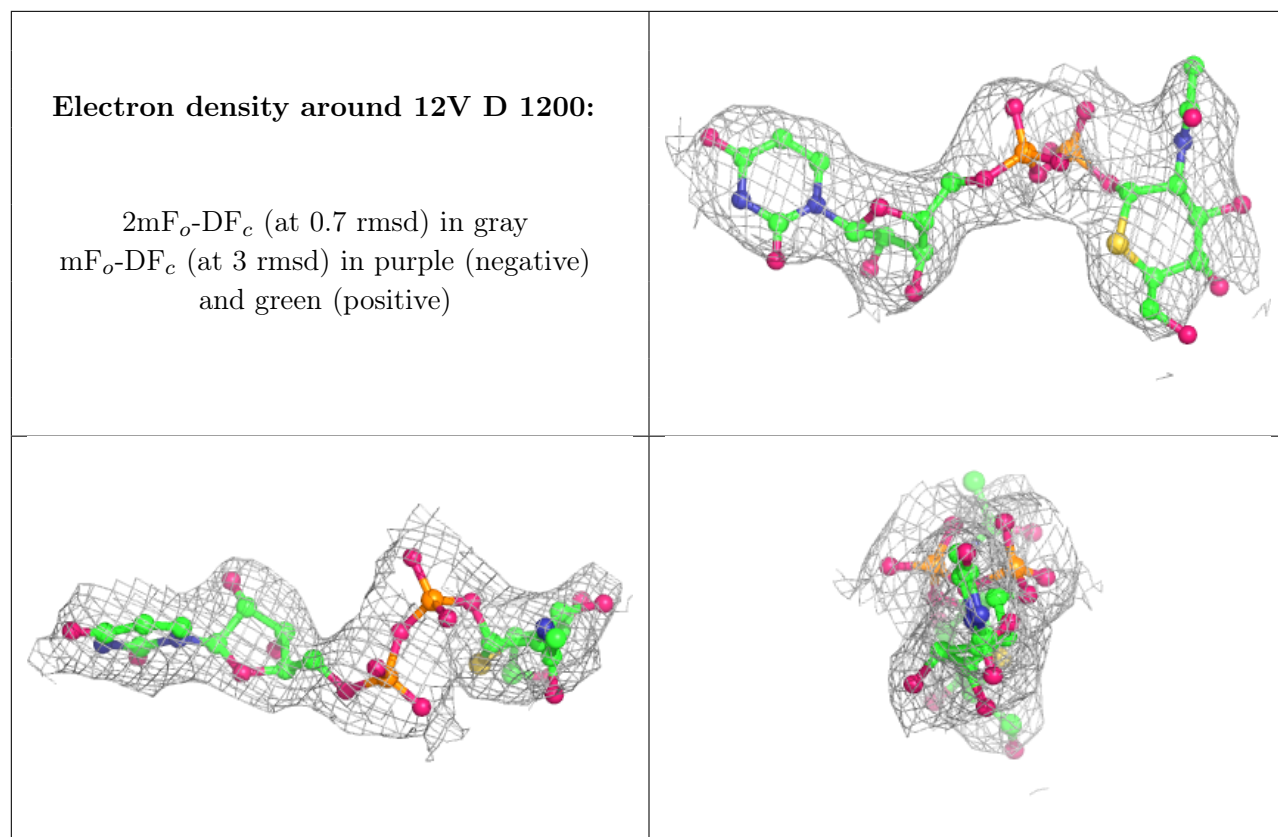 Electron density around 12V D 1200:
2mFo-DFc (at 0.7 rmsd) in gray
mFo-DFc (at 3 rmsd) in purple (negative)
and green (positive)